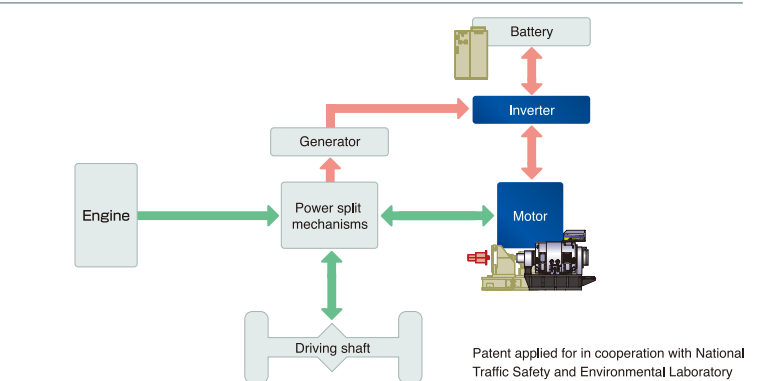 Battery
Inverter
Generator
Engine
Power split
mechanisms
Motor
Driving shaft
Patent applied for in cooperation with National
Traffic Safety and Environmental Laboratory